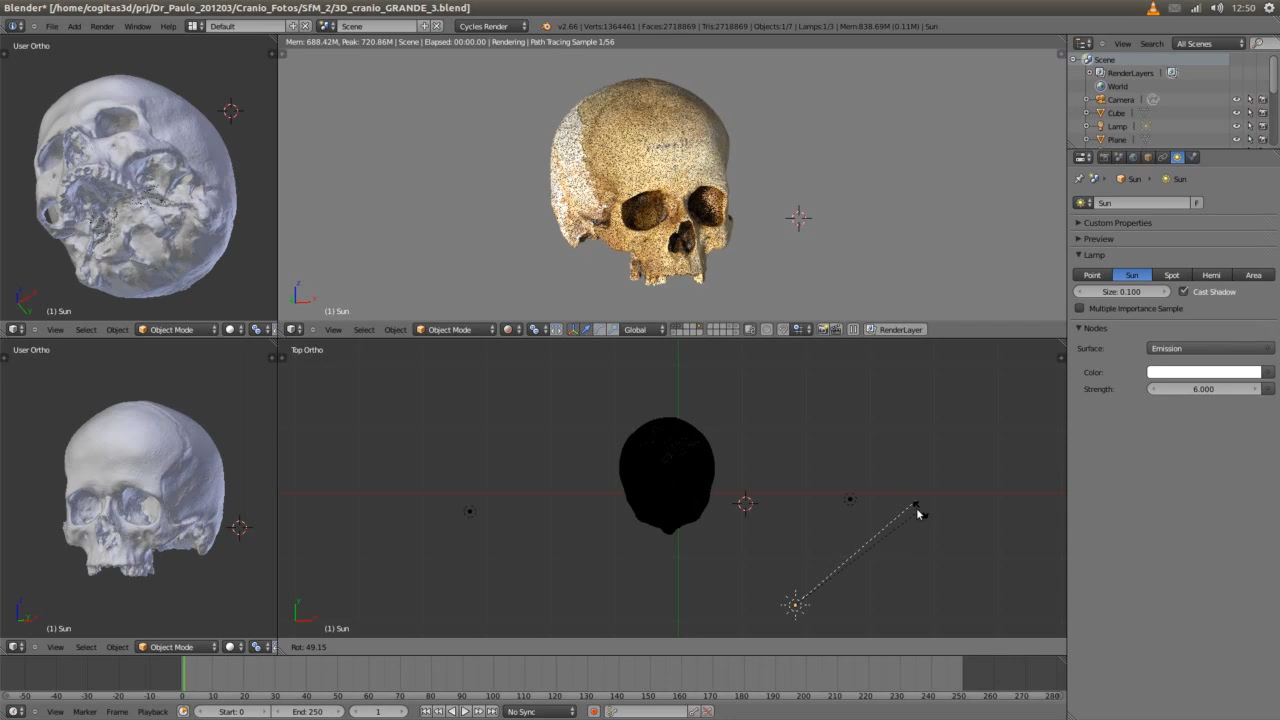 Blender* [/home/cogitas3d/prj/Dr_Paulo_201203/Cranio_Fotos/SfM_2/3D_cranio_GRANDE_3.blend]
12:50
File Add Render Window Help Default Scene Cycles Render v2.66 | Verts:1364461 | Faces:2718869 | Tris:2718869 | Objects:1/7 | Lamps:1/3 | Mem:838.69M (0.11M) | Sun
User Ortho
(1) Sun
View Select Object Object Mode
Mem: 688.42M, Peak: 720.86M | Scene | Elapsed: 00:00.00 | Rendering | Path Tracing Sample 1/56
z x
(1) Sun
View Select Object Object Mode Global RenderLayer
User Ortho
(1) Sun
View Select Object Object Mode
Top Ortho
(1) Sun
Rot: 49.15
View Search All Scenes
Scene
RenderLayers |
World
Camera |
Cube |
Lamp |
Plane |
Sun Sun
Sun F
Custom Properties
Preview
Lamp
Point Sun Spot Hemi Area
Size: 0.100 Cast Shadow
Multiple Importance Sample
Nodes
Surface: Emission
Color:
Strength: 6.000
-50 -40 -30 -20 -10 0 10 20 30 40 50 60 70 80 90 100 110 120 130 140 150 160 170 180 190 200 210 220 230 240 250 260 270 280
View Marker Frame Playback Start: 0 End: 250 1 No Sync